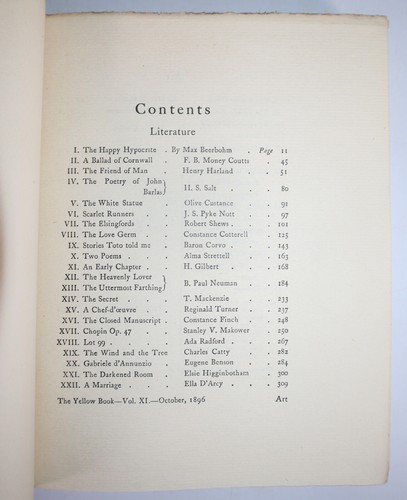 Contents
Literature
I. The Happy Hypocrite . By Max Beerbohm . Page 11
II. A Ballad of Cornwall . F. B. Money Coutts . 45
III. The Friend of Man . Henry Harland . 51
IV. The Poetry of John
Barlas} H. S. Salt . . 80
V. The White Statue . Olive Custance . . 91
VI. Scarlet Runners . . J. S. Pyke Nott . . 97
VII. The Elsingfords . . Robert Shews . . 101
VIII. The Love Germ . . Constance Cotterell . 125
IX. Stories Toto told me . Baron Corvo . . 143
X. Two Poems . . . Alma Strettell . . 163
XI. An Early Chapter . . H. Gilbert . . 168
XII. The Heavenly Lover
XIII. The Uttermost Farthing} B. Paul Neuman . 184
XIV. The Secret . . . T. Mackenzie . . 233
XV. A Chef-d'œuvre . . Reginald Turner . 235
XVI. The Closed Manuscript . Constance Finch . 248
XVII. Chopin Op. 47 . . Stanley V. Makower . 250
XVIII. Lot 99 . . . Ada Radford . . 267
XIX. The Wind and the Tree Charles Catty . . 282
XX. Gabriele d'Annunzio . Eugene Benson . . 284
XXI. The Darkened Room . Elsie Higginbotham . 300
XXII. A Marriage . . . Ella D'Arcy . . . 309
The Yellow Book—Vol. XI.—October, 1896 Art